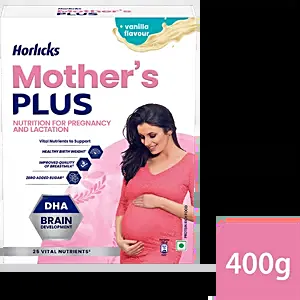 + vanilla
flavour
Horlicks
Mother's
PLUS
NUTRITION FOR PREGNANCY
AND LACTATION
Vital Nutrients to Support
HEALTHY BIRTH WEIGHT
IMPROVED QUALITY OF
BREASTMILK
ZERO ADDED SUGAR*
DHA
BRAIN
DEVELOPMENT
25 VITAL NUTRIENTS
400g